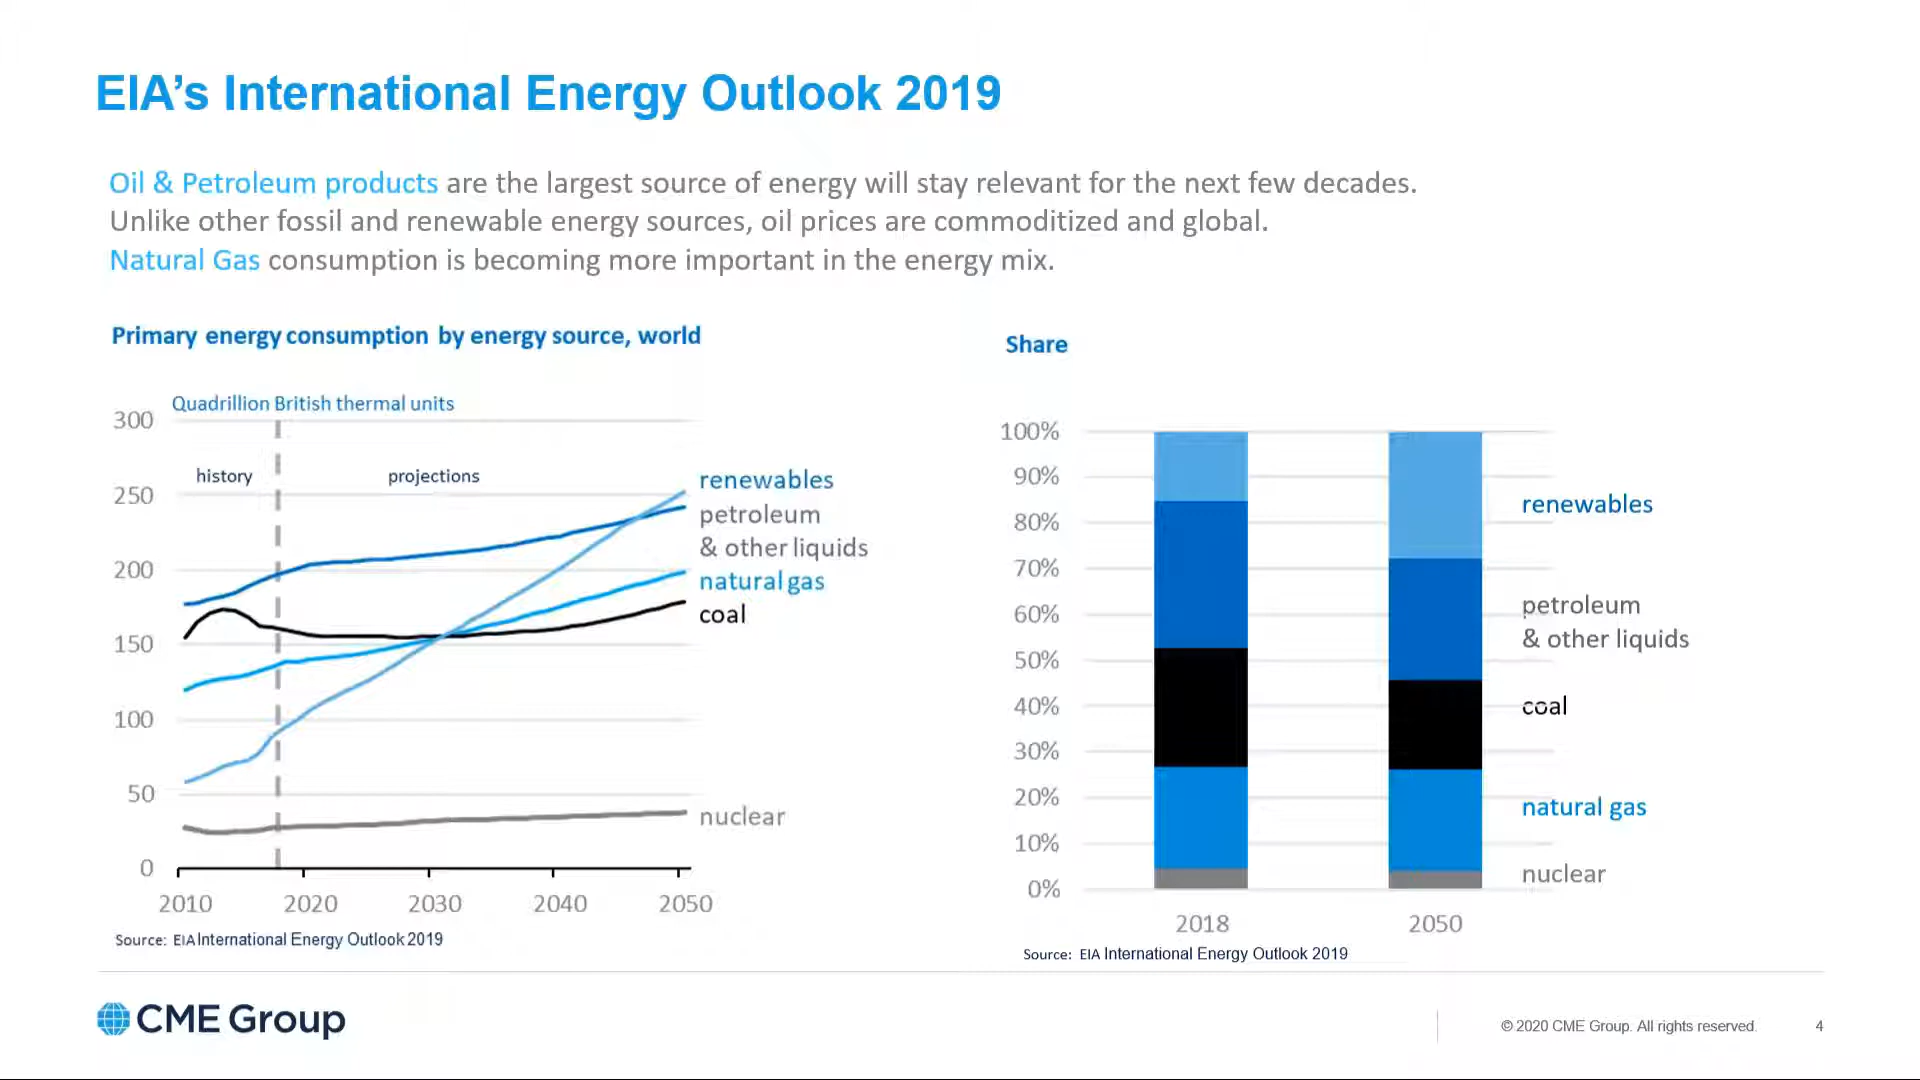 EIA’s International Energy Outlook 2019
Oil & Petroleum products are the largest source of energy will stay relevant for the next few decades.
Unlike other fossil and renewable energy sources, oil prices are commoditized and global.
Natural Gas consumption is becoming more important in the energy mix.
Primary energy consumption by energy source, world
Quadrillion British thermal units
300
250
200
150
100
50
0
history
projections
renewables
petroleum
& other liquids
natural gas
coal
nuclear
2010 2020 2030 2040 2050
Source: EIA International Energy Outlook 2019
Share
100%
90%
80%
70%
60%
50%
40%
30%
20%
10%
0%
renewables
petroleum
& other liquids
coal
natural gas
nuclear
2018 2050
Source: EIA International Energy Outlook 2019
CME Group
© 2020 CME Group. All rights reserved.
4